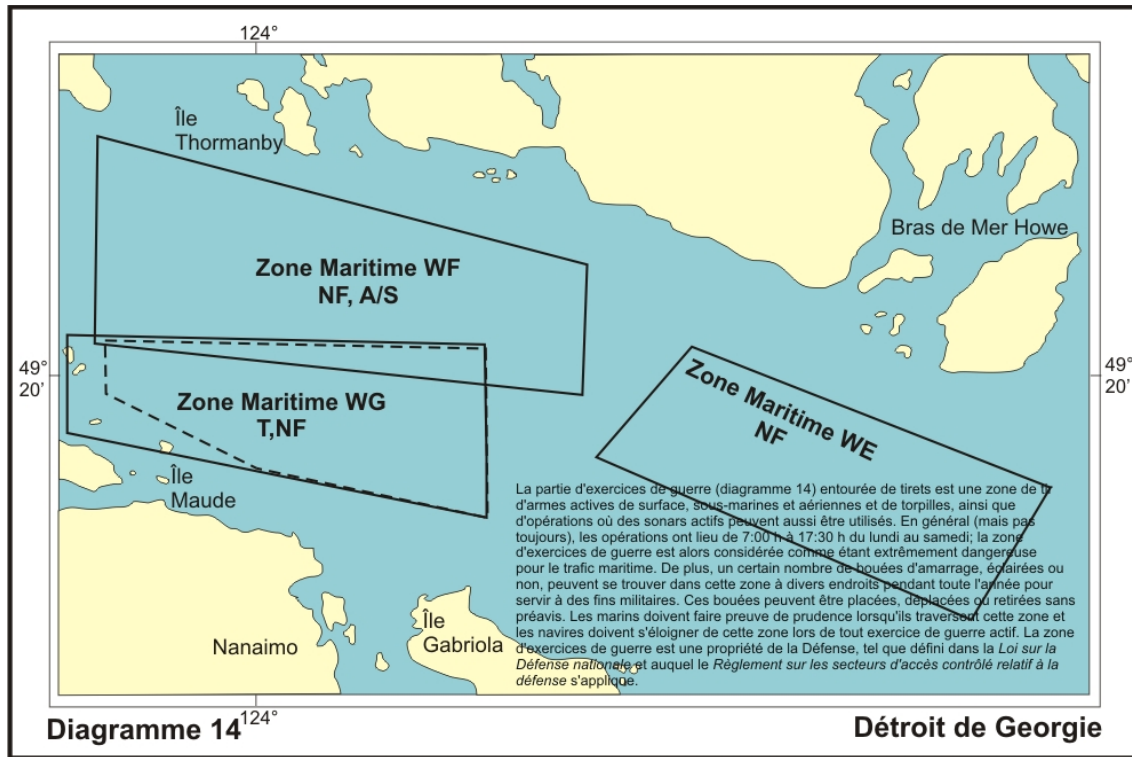 124°
Île
Thormanby
Bras de Mer Howe
Zone Maritime WF
NF, A/S
49°
20'
49°
20'
Zone Maritime WE
NF
Zone Maritime WG
T,NF
Île
Maude
La partie d'exercices de guerre (diagramme 14) entourée de tirets est une zone de
d'armes actives de surface, sous-marines et aériennes et de torpilles, ainsi que
d'opérations où des sonars actifs peuvent aussi être utilisés. En général (mais pas
toujours), les opérations ont lieu de 7:00 h à 17:30 h du lundi au samedi; la zone
d'exercices de guerre est alors considérée comme étant extrêmement dangereuse
pour le trafic maritime. De plus, un certain nombre de bouées d'amarrage, éclairées ou
non, peuvent se trouver dans cette zone à divers endroits pendant toute l'année pour
servir à des fins militaires. Ces bouées peuvent être placées, déplacées ou retirées sans
préavis. Les marins doivent faire preuve de prudence lorsqu'ils traversent cette zone et
les navires doivent s'éloigner de cette zone lors de tout exercice de guerre actif. La zone
d'exercices de guerre est une propriété de la Défense, tel que défini dans la Loi sur la
Défense nationale et auquel le Règlement sur les secteurs d'accès contrôlé relatif à la
défense s'applique.
Île
Gabriola
Nanaimo
Diagramme 14
124°
Détroit de Georgie